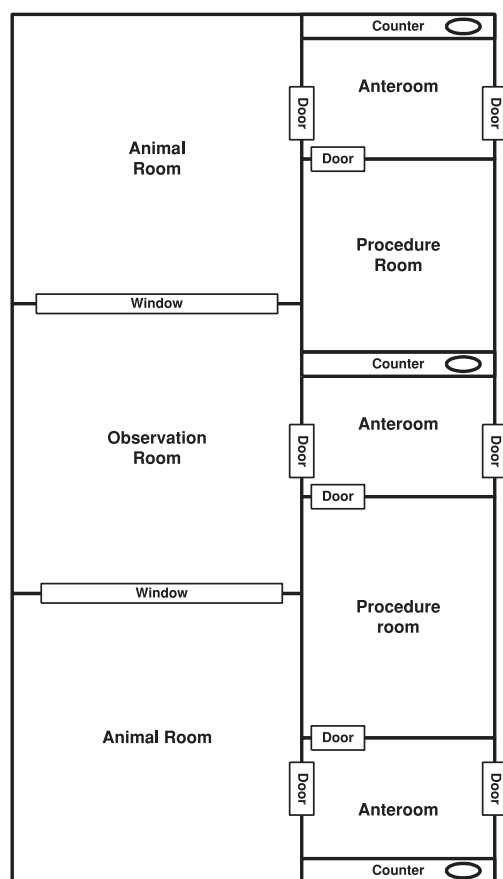 Counter
Anteroom
Door
Door
Animal
Room
Door
Procedure
Room
Window
Counter
Anteroom
Observation
Room
Door
Door
Door
Window
Procedure
room
Animal Room
Door
Door
Door
Anteroom
Counter